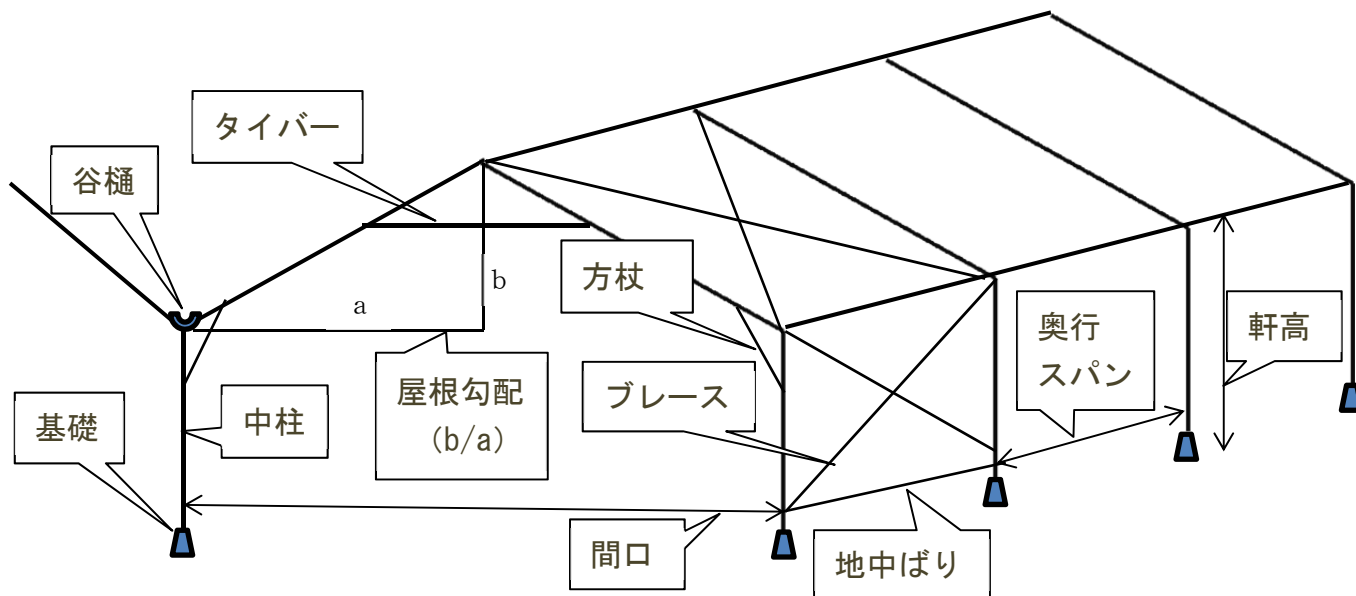 タイバー
谷樋
b
a
方杖
奥行
スパン
軒高
屋根勾配
(b/a)
ブレース
基礎
中柱
間口
地中ばり